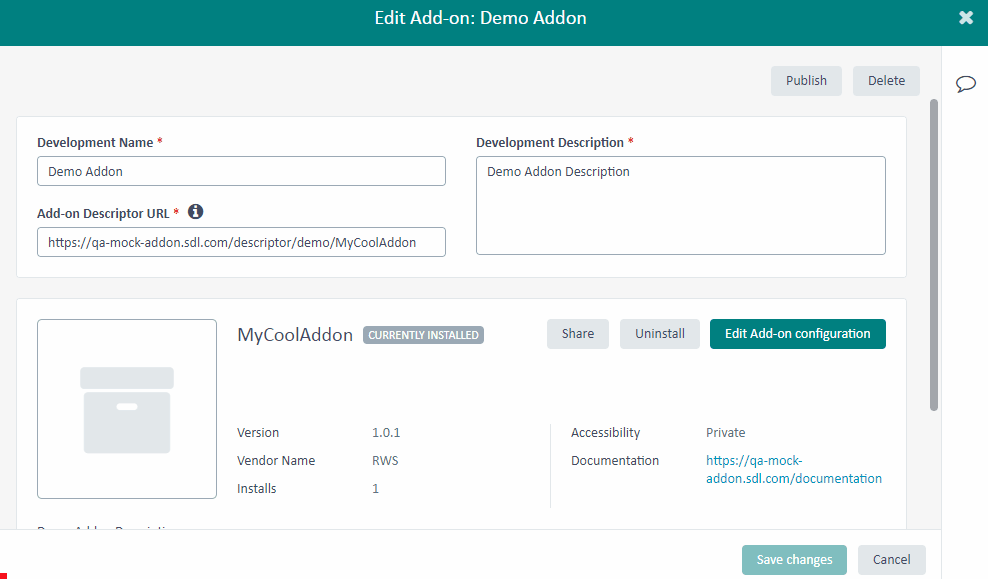 Edit Add-on: Demo Addon
Publish
Delete
Development Name *
Demo Addon
Development Description *
Demo Addon Description
Add-on Descriptor URL *
https://qa-mock-addon.sdl.com/descriptor/demo/MyCoolAddon
MyCoolAddon
CURRENTLY INSTALLED
Share
Uninstall
Edit Add-on configuration
Version 1.0.1
Vendor Name RWS
Installs 1
Accessibility Private
Documentation https://qa-mock-
addon.sdl.com/documentation
Save changes
Cancel